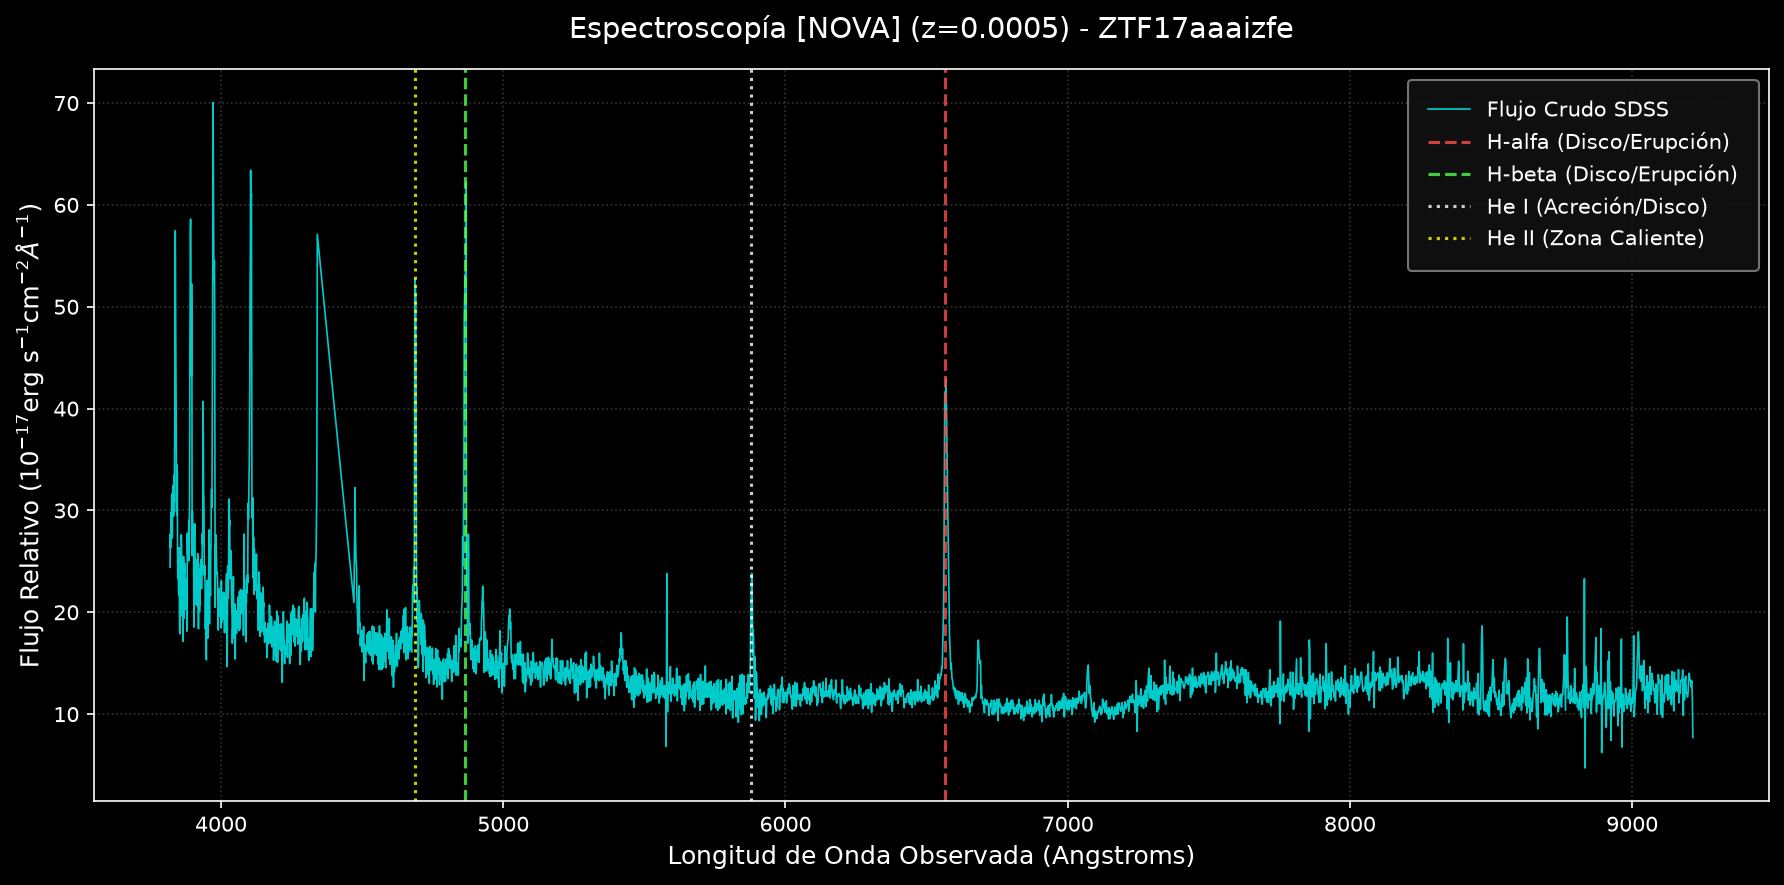 Espectroscopía [NOVA] (z=0.0005) - ZTF17aaaizfe
Flujo Crudo SDSS
H-alfa (Disco/Erupción)
H-beta (Disco/Erupción)
He I (Acreción/Disco)
He II (Zona Caliente)
Flujo Relativo (10⁻¹⁷erg s⁻¹cm⁻²Å⁻¹)
70
60
50
40
30
20
10
4000 5000 6000 7000 8000 9000
Longitud de Onda Observada (Angstroms)